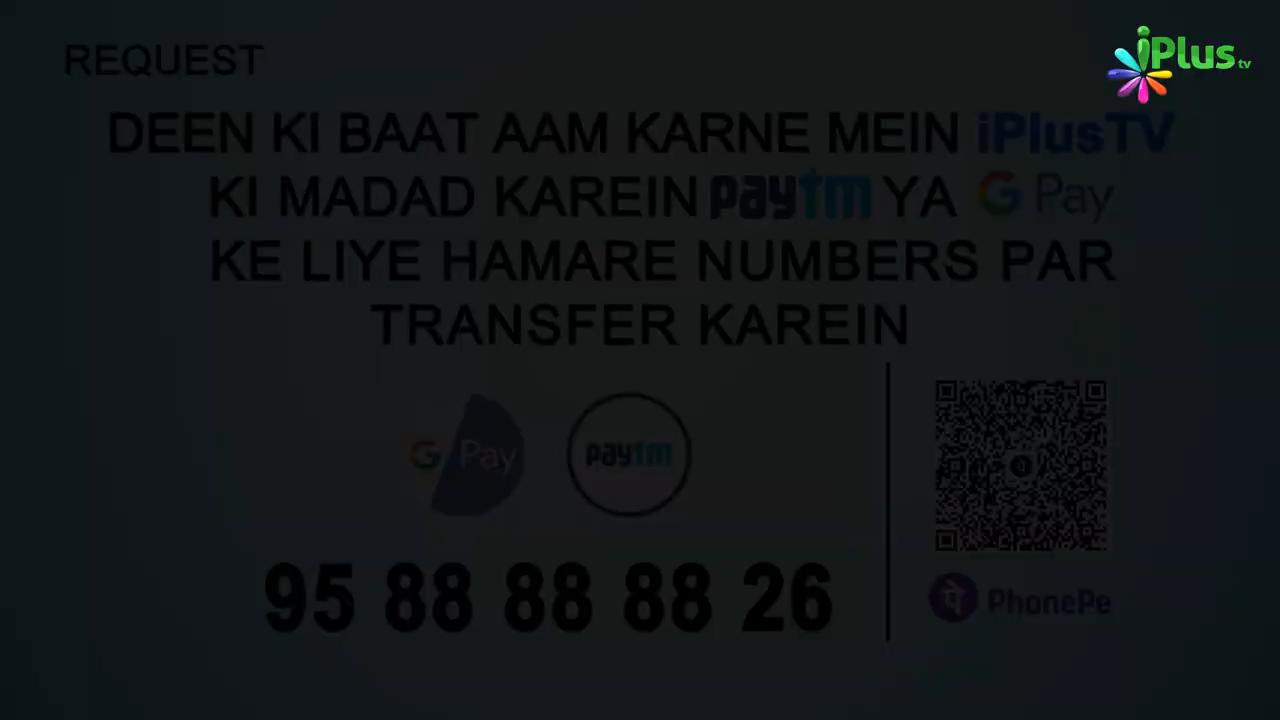 iPlus tv
REQUEST
DEEN KI BAAT AAM KARNE MEIN iPlusTV
KI MADAD KAREIN paytm YA G Pay
KE LIYE HAMARE NUMBERS PAR
TRANSFER KAREIN
G Pay paytm
95 88 88 88 26
पे PhonePe